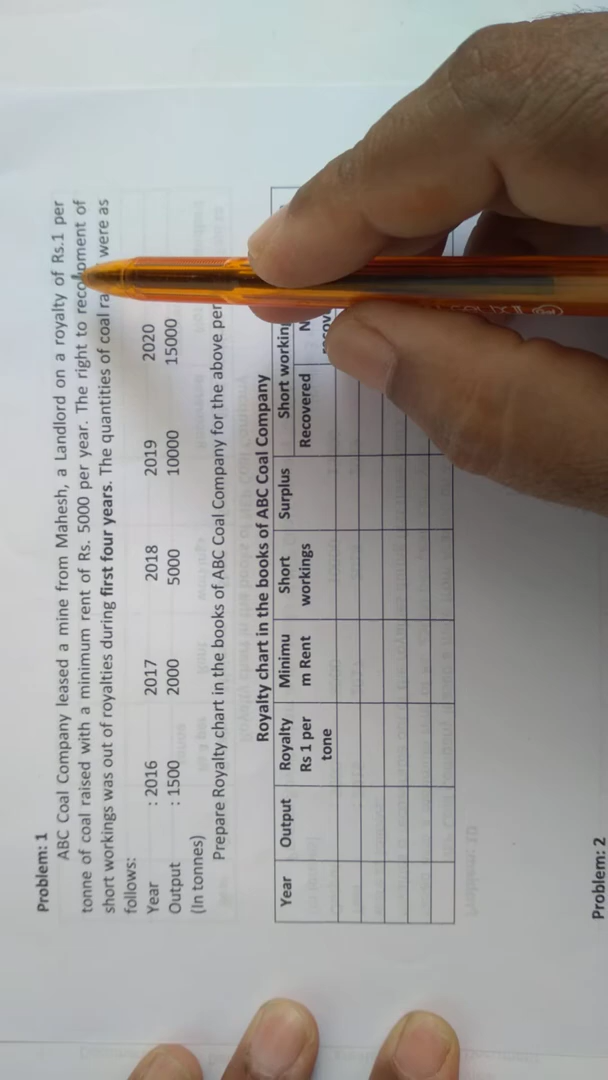 Problem: 1
ABC Coal Company leased a mine from Mahesh, a Landlord on a royalty of Rs.1 per
tonne of coal raised with a minimum rent of Rs. 5000 per year. The right to recoupment of
short workings was out of royalties during first four years. The quantities of coal were as
follows:
Year : 2016 2017 2018 2019 2020
Output : 1500 2000 5000 10000 15000
(In tonnes)
Prepare Royalty chart in the books of ABC Coal Company for the above
Royalty chart in the books of ABC Coal Company
Year Output Royalty Rs 1 per tone Minimu m Rent Short workings Surplus Short Recovered
Problem: 2